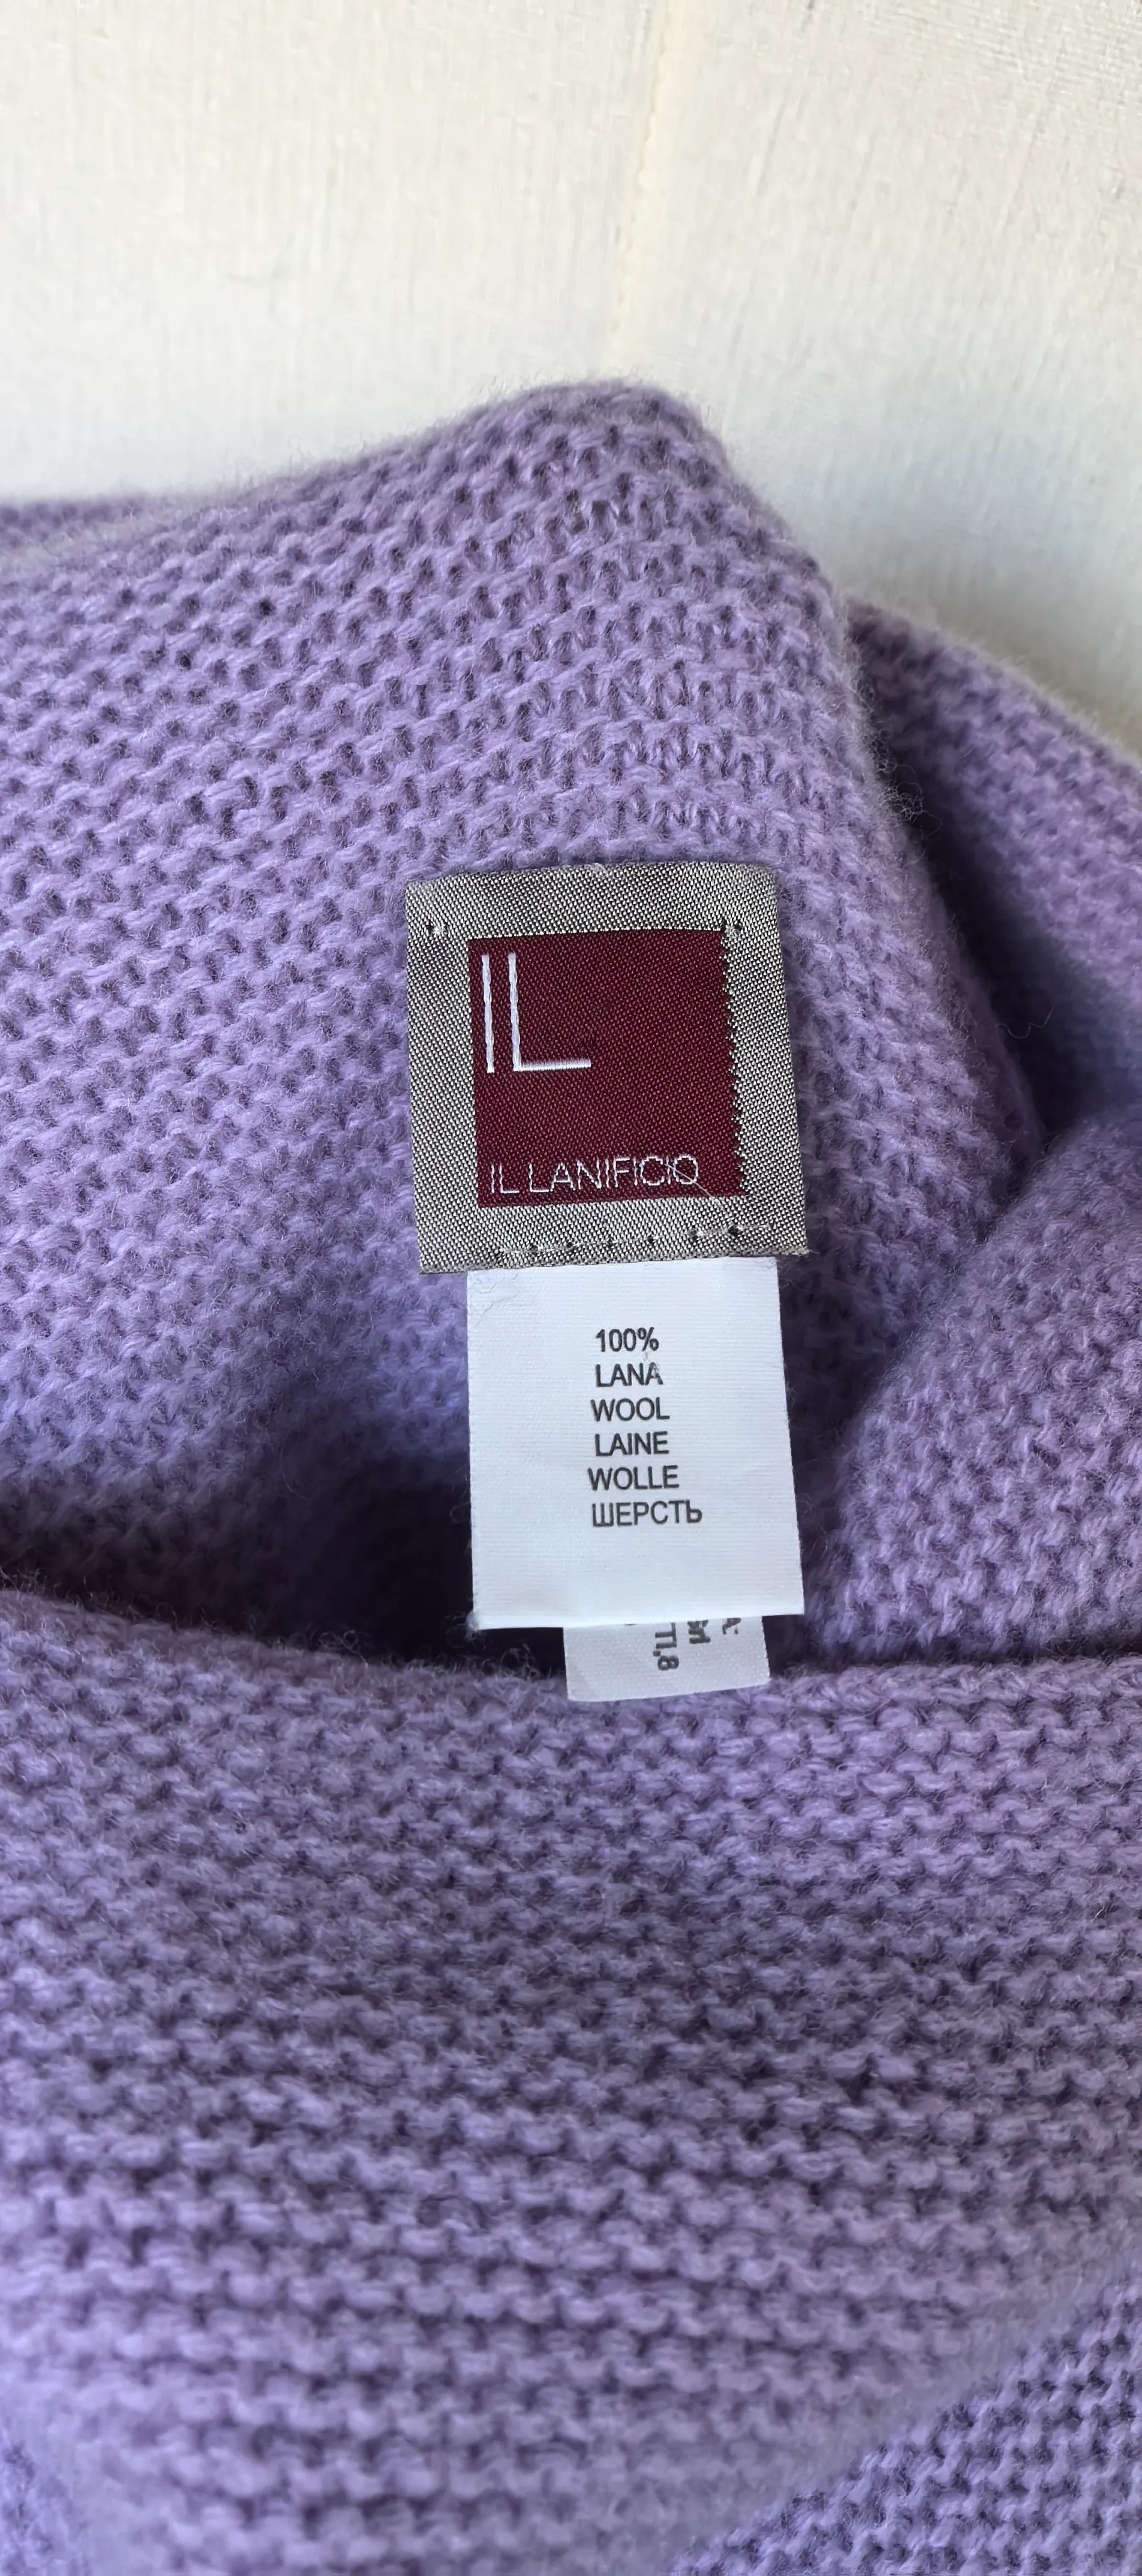 IL
IL LANIFICIO
100%
LANA
WOOL
LAINE
WOLLE
ШЕРСТЬ